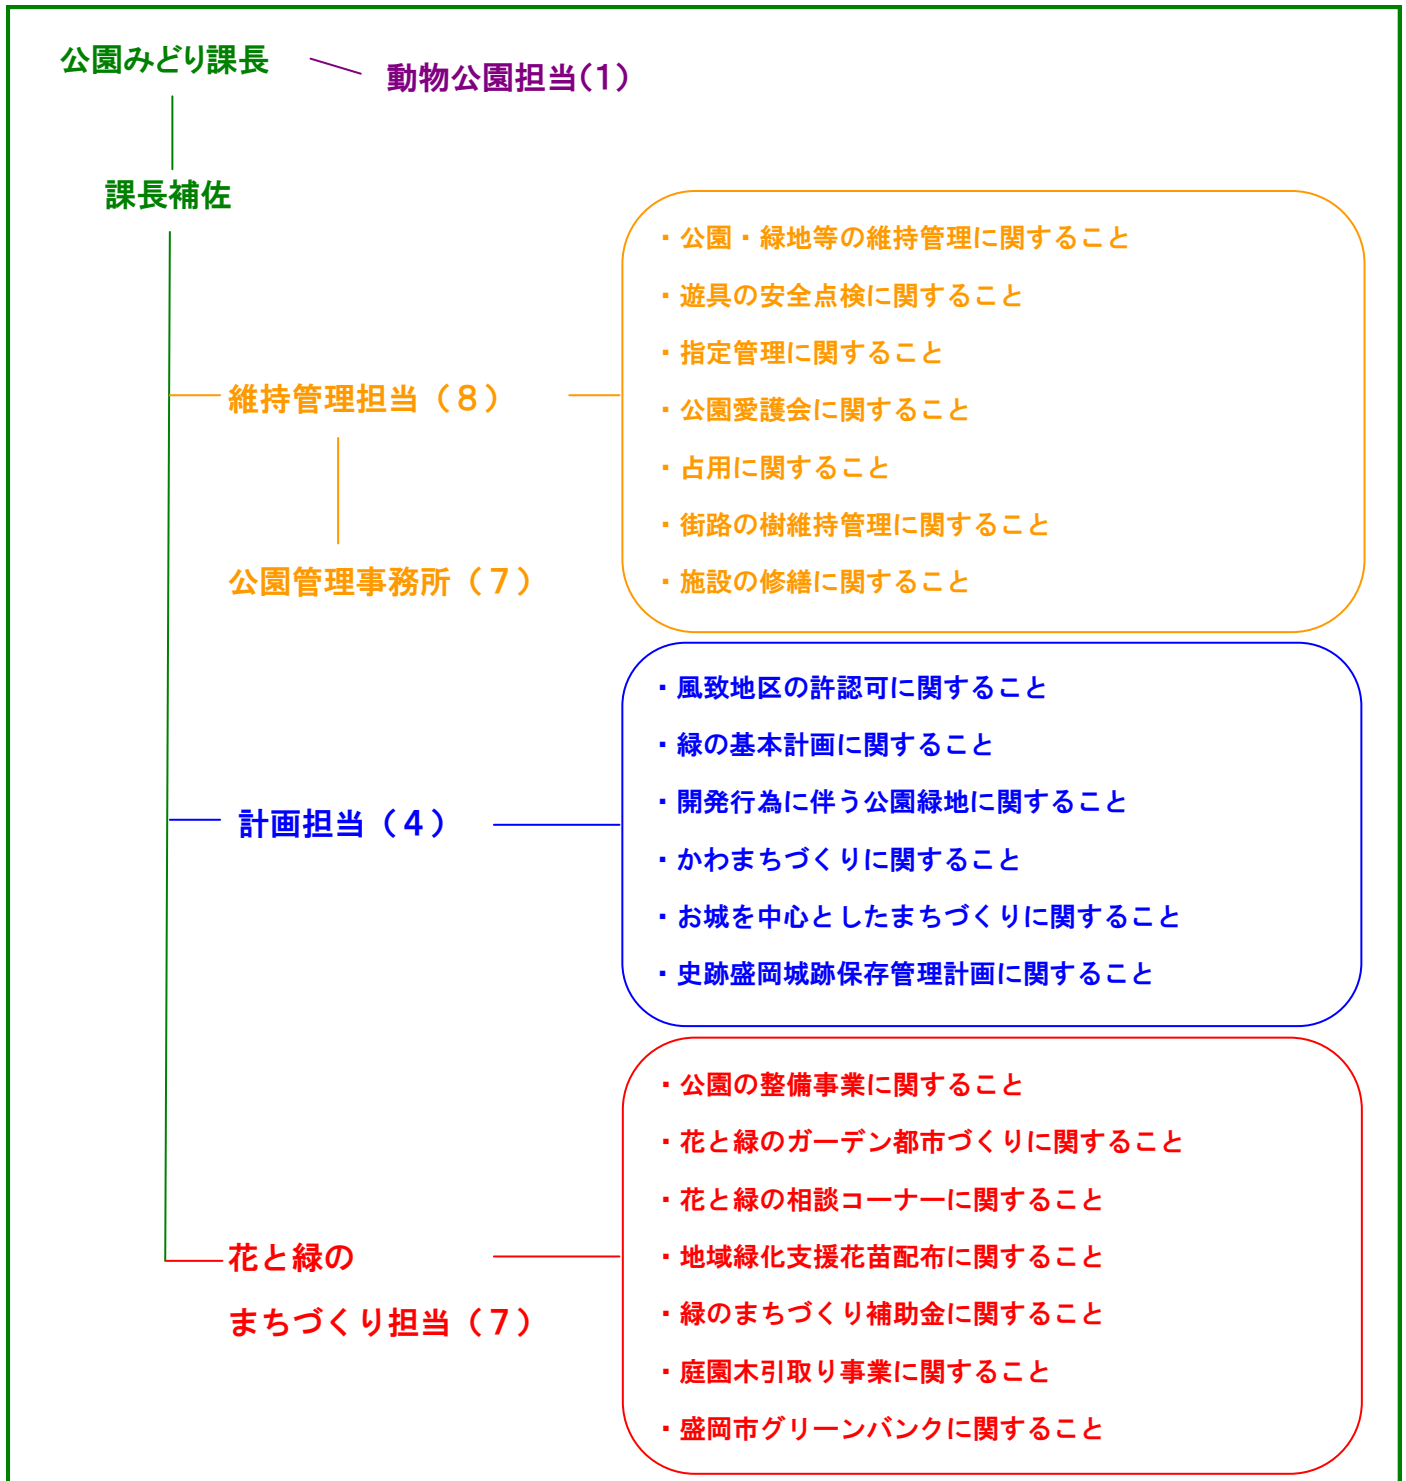 公園みどり課長
動物公園担当(1)
課長補佐
維持管理担当（８）
公園管理事務所（７）
・公園・緑地等の維持管理に関すること
・遊具の安全点検に関すること
・指定管理に関すること
・公園愛護会に関すること
・占用に関すること
・街路の樹維持管理に関すること
・施設の修繕に関すること
計画担当（４）
・風致地区の許認可に関すること
・緑の基本計画に関すること
・開発行為に伴う公園緑地に関すること
・かわまちづくりに関すること
・お城を中心としたまちづくりに関すること
・史跡盛岡城跡保存管理計画に関すること
花と緑の
まちづくり担当（７）
・公園の整備事業に関すること
・花と緑のガーデン都市づくりに関すること
・花と緑の相談コーナーに関すること
・地域緑化支援花苗配布に関すること
・緑のまちづくり補助金に関すること
・庭園木引取り事業に関すること
・盛岡市グリーンバンクに関すること